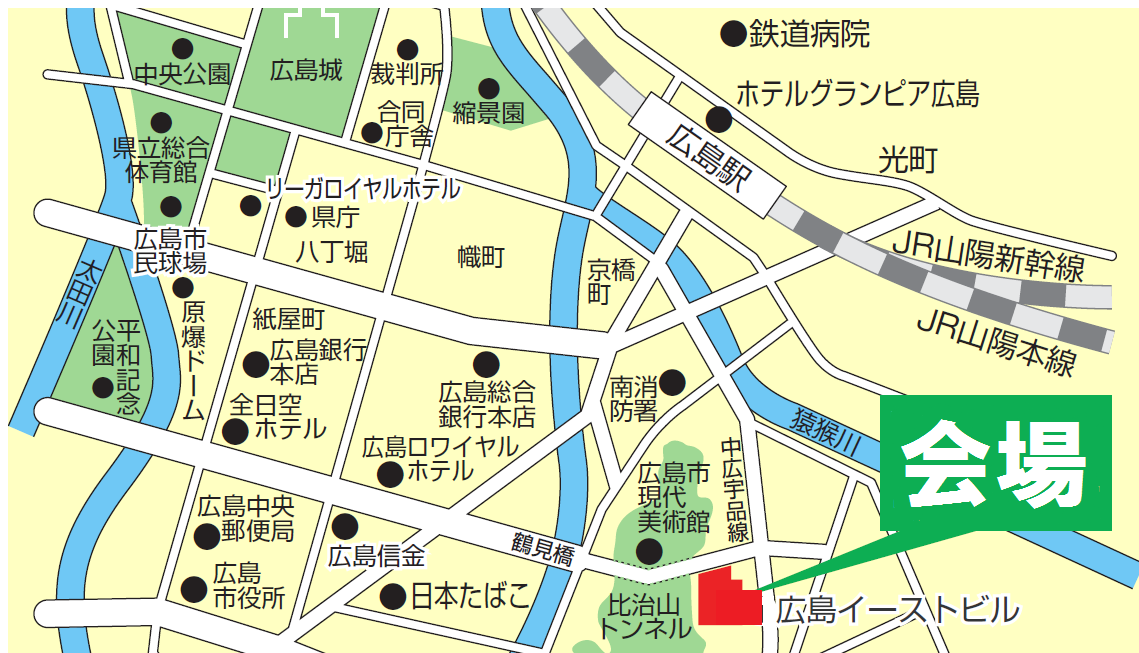 鉄道病院
中央公園
広島城
裁判所
ホテルグランピア広島
合同
庁舎
縮景園
県立総合
体育館
広島駅
光町
リーガロイヤルホテル
県庁
広島市
民球場
八丁堀
幟町
京橋
町
JR山陽新幹線
太田川
原爆ドーム
紙屋町
JR山陽本線
平和記念
公園
広島銀行
本店
広島総合
銀行本店
南消
防署
全日空
ホテル
猿猴川
会場
広島ロワイヤル
ホテル
中広宇品線
広島市
現代
美術館
広島中央
郵便局
広島信金
鶴見橋
広島
市役所
日本たばこ
比治山
トンネル
広島イーストビル